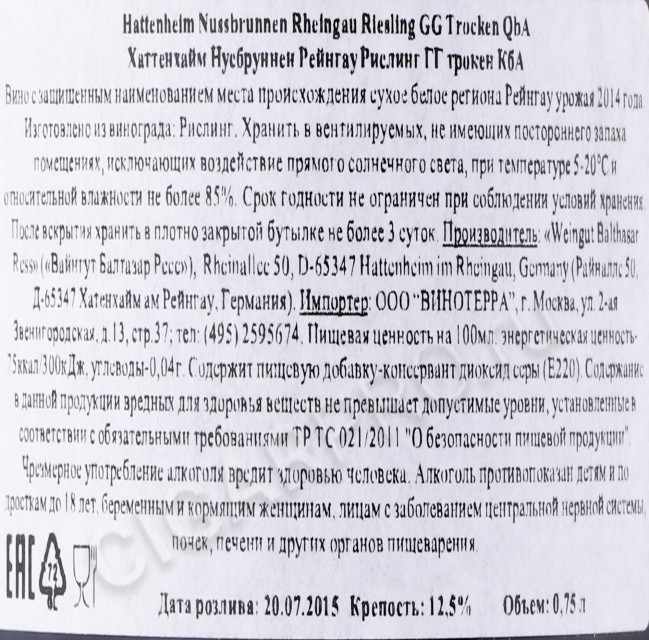 Hattenheim Nussbrunnen Rheingau Riesling GG Trocken QbA
Хаттенхайм Нусбруннен Рейнгау Рислинг ГГ трокен КбА
Вино с защищенным наименованием места происхождения сухое белое региона Рейнгау урожая 2014 года.
Изготовлено из винограда: Рислинг. Хранить в вентилируемых, не имеющих постороннего запаха
помещениях, исключающих воздействие прямого солнечного света, при температуре 5-20°С и
относительной влажности не более 85%. Срок годности не ограничен при соблюдении условий хранения.
После вскрытия хранить в плотно закрытой бутылке не более 3 суток. Производитель: «Weingut Balthasar
Ress» («Вайнгут Балтазар Ресс»), Rheinallee 50, D-65347 Hattenheim im Rheingau, Germany (Райналле 50,
Д-65347 Хатенхайм ам Рейнгау, Германия). Импортер: ООО "ВИНОТЕРРА", г. Москва, ул. 2-ая
Звенигородская, д.13, стр.37; тел: (495) 2595674. Пищевая ценность на 100мл: энергетическая ценность-
75ккал/300кДж, углеводы-0,04г. Содержит пищевую добавку-консервант диоксид серы (Е220). Содержание
в данной продукции вредных для здоровья веществ не превышает допустимые уровни, установленные в
соответствии с обязательными требованиями ТР ТС 021/2011 "О безопасности пищевой продукции".
Чрезмерное употребление алкоголя вредит здоровью человека. Алкоголь противопоказан детям и по
дросткам до 18 лет, беременным и кормящим женщинам, лицам с заболеванием центральной нервной системы,
почек, печени и других органов пищеварения.
EAC 72
Дата розлива: 20.07.2015 Крепость: 12,5% Объем: 0,75 л